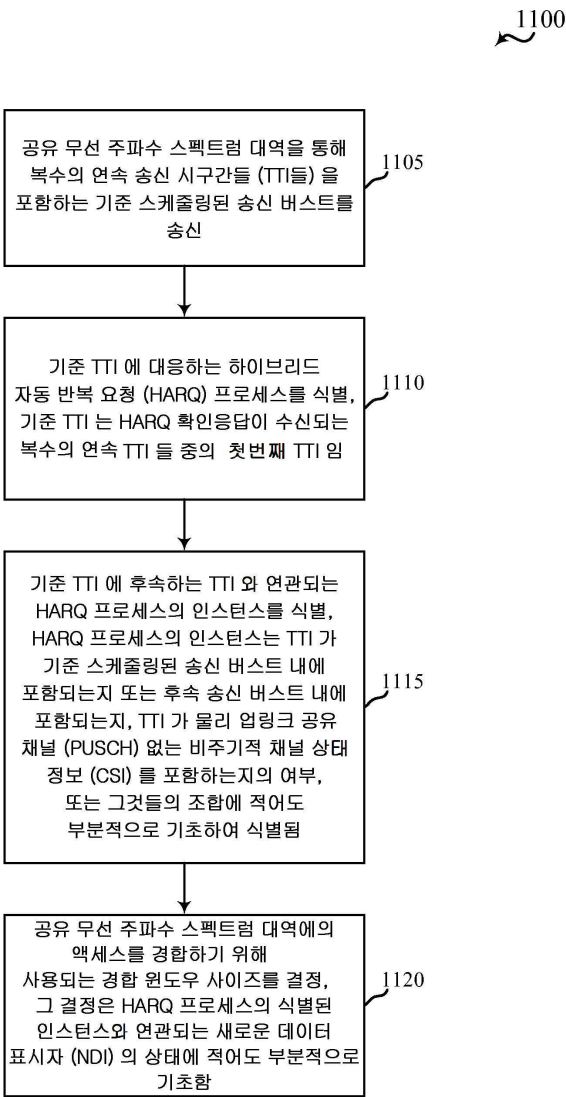 1100
공유 무선 주파수 스펙트럼 대역을 통해
복수의 연속 송신 시구간들 (TTI들) 을
포함하는 기준 스케줄링된 송신 버스트를
송신
1105
기준 TTI 에 대응하는 하이브리드
자동 반복 요청 (HARQ) 프로세스를 식별,
기준 TTI 는 HARQ 확인응답이 수신되는
복수의 연속 TTI 들 중의 첫번째 TTI 임
1110
기준 TTI 에 후속하는 TTI 와 연관되는
HARQ 프로세스의 인스턴스를 식별,
HARQ 프로세스의 인스턴스는 TTI 가
기준 스케줄링된 송신 버스트 내에
포함되는지 또는 후속 송신 버스트 내에
포함되는지, TTI 가 물리 업링크 공유
채널 (PUSCH) 없는 비주기적 채널 상태
정보 (CSI) 를 포함하는지의 여부,
또는 그것들의 조합에 적어도
부분적으로 기초하여 식별됨
1115
공유 무선 주파수 스펙트럼 대역에의
액세스를 경합하기 위해
사용되는 경합 윈도우 사이즈를 결정,
그 결정은 HARQ 프로세스의 식별된
인스턴스와 연관되는 새로운 데이터
표시자 (NDI) 의 상태에 적어도 부분적으로
기초함
1120